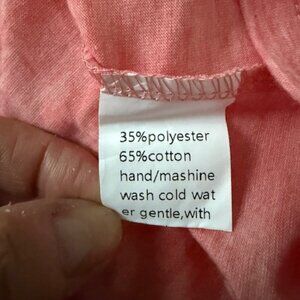 35%polyester
65%cotton
hand/mashine
wash cold wat
er gentle,with